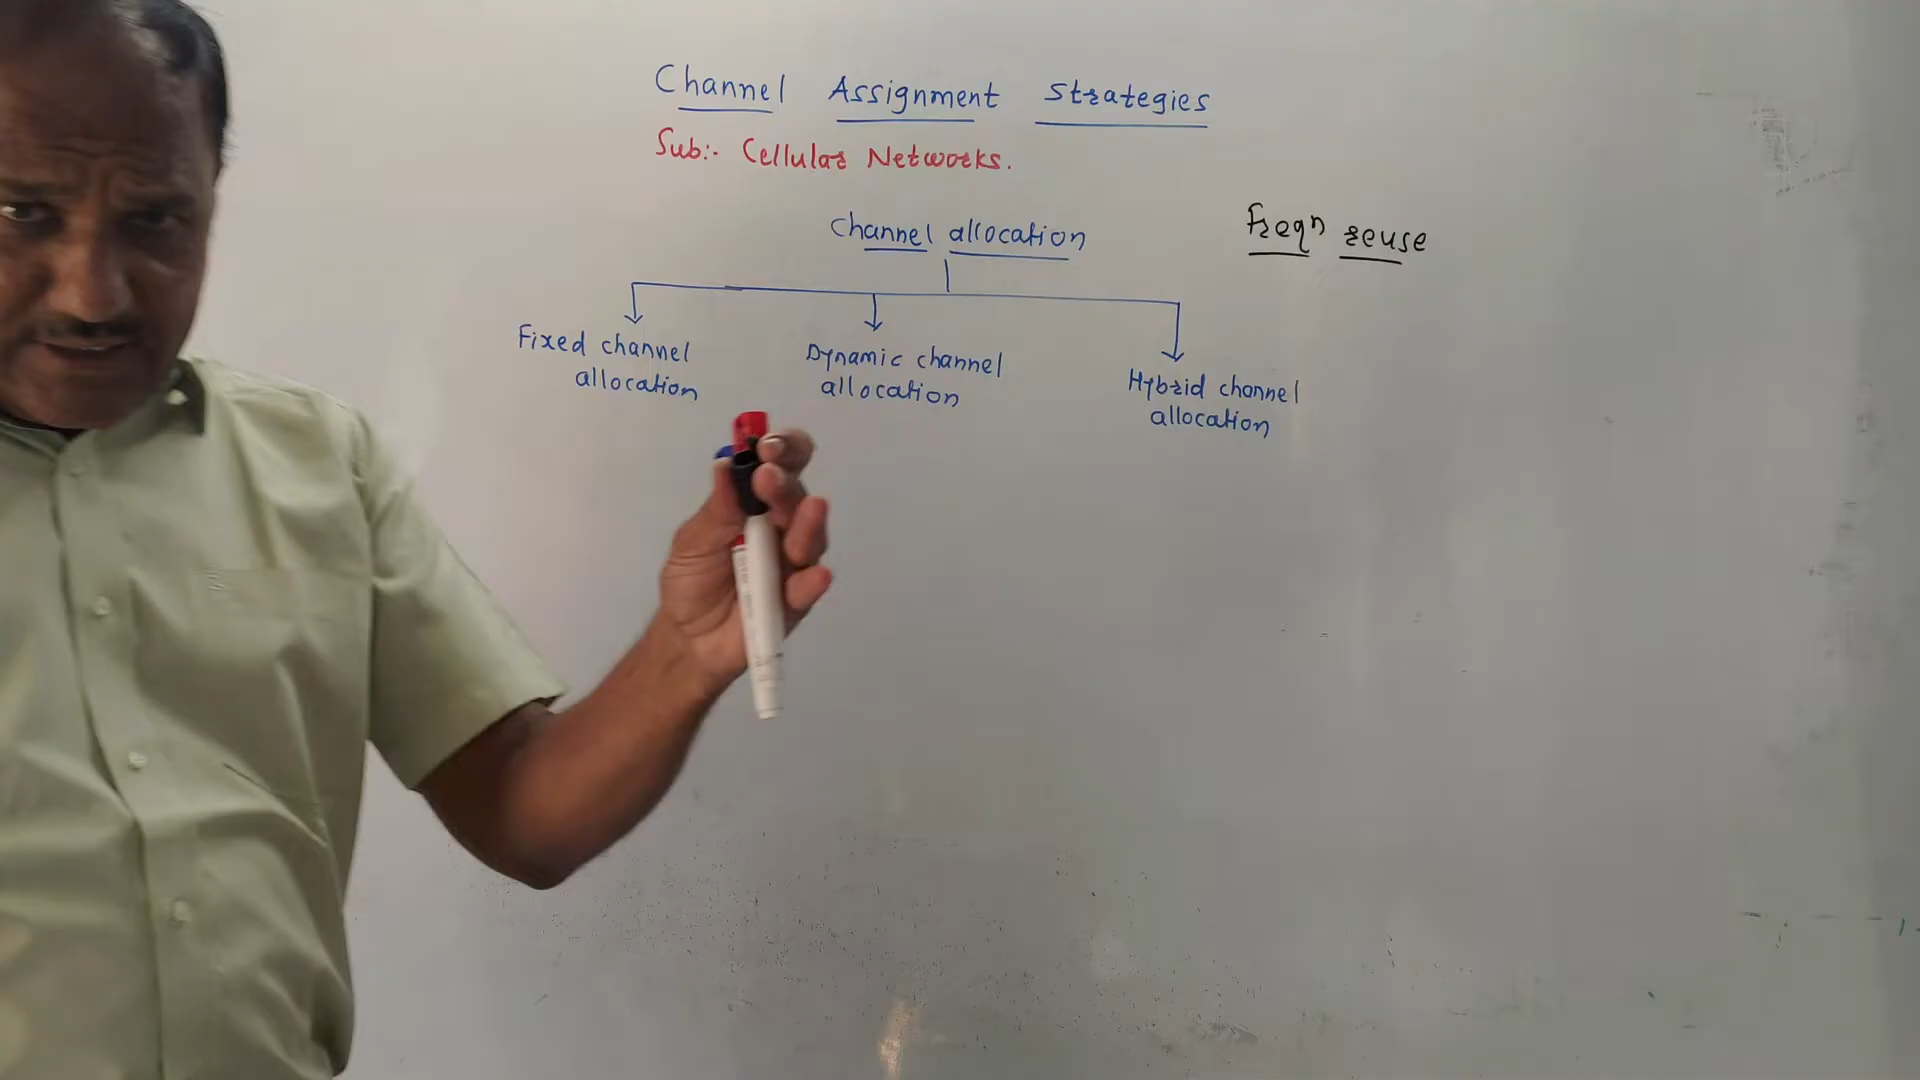 Channel Assignment Strategies
Sub:- Cellular Networks.
Channel allocation
Freqn reuse
Fixed channel
allocation
Dynamic channel
allocation
Hybrid channel
allocation